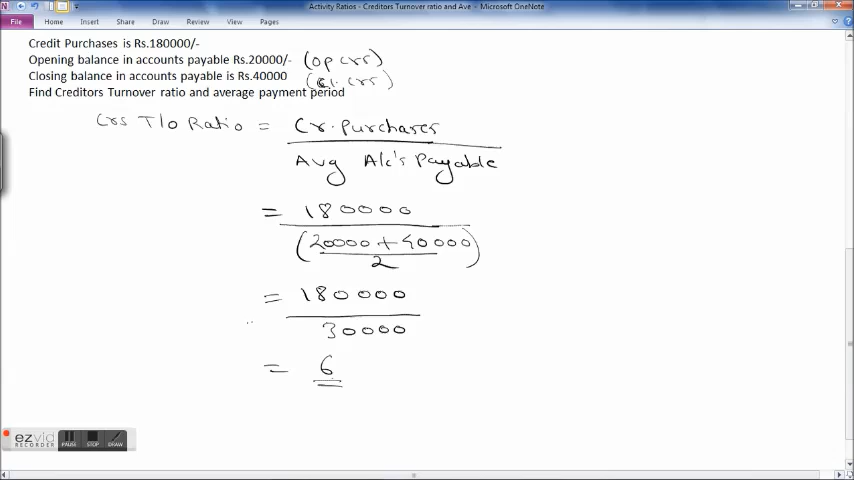 Activity Ratios - Creditors Turnover ratio and Ave - Microsoft OneNote
File Home Insert Share Draw Review View Pages
Credit Purchases is Rs.180000/-
Opening balance in accounts payable Rs.20000/- (op crs)
Closing balance in accounts payable is Rs.40000 (cl. crs)
Find Creditors Turnover ratio and average payment period
Crs T/o Ratio = Cr. purchases
Avg A/c's Payable
= 180000
(20000 + 40000)
2
= 180000
30000
= 6
ezvid
RECORDER
PAUSE STOP DRAW